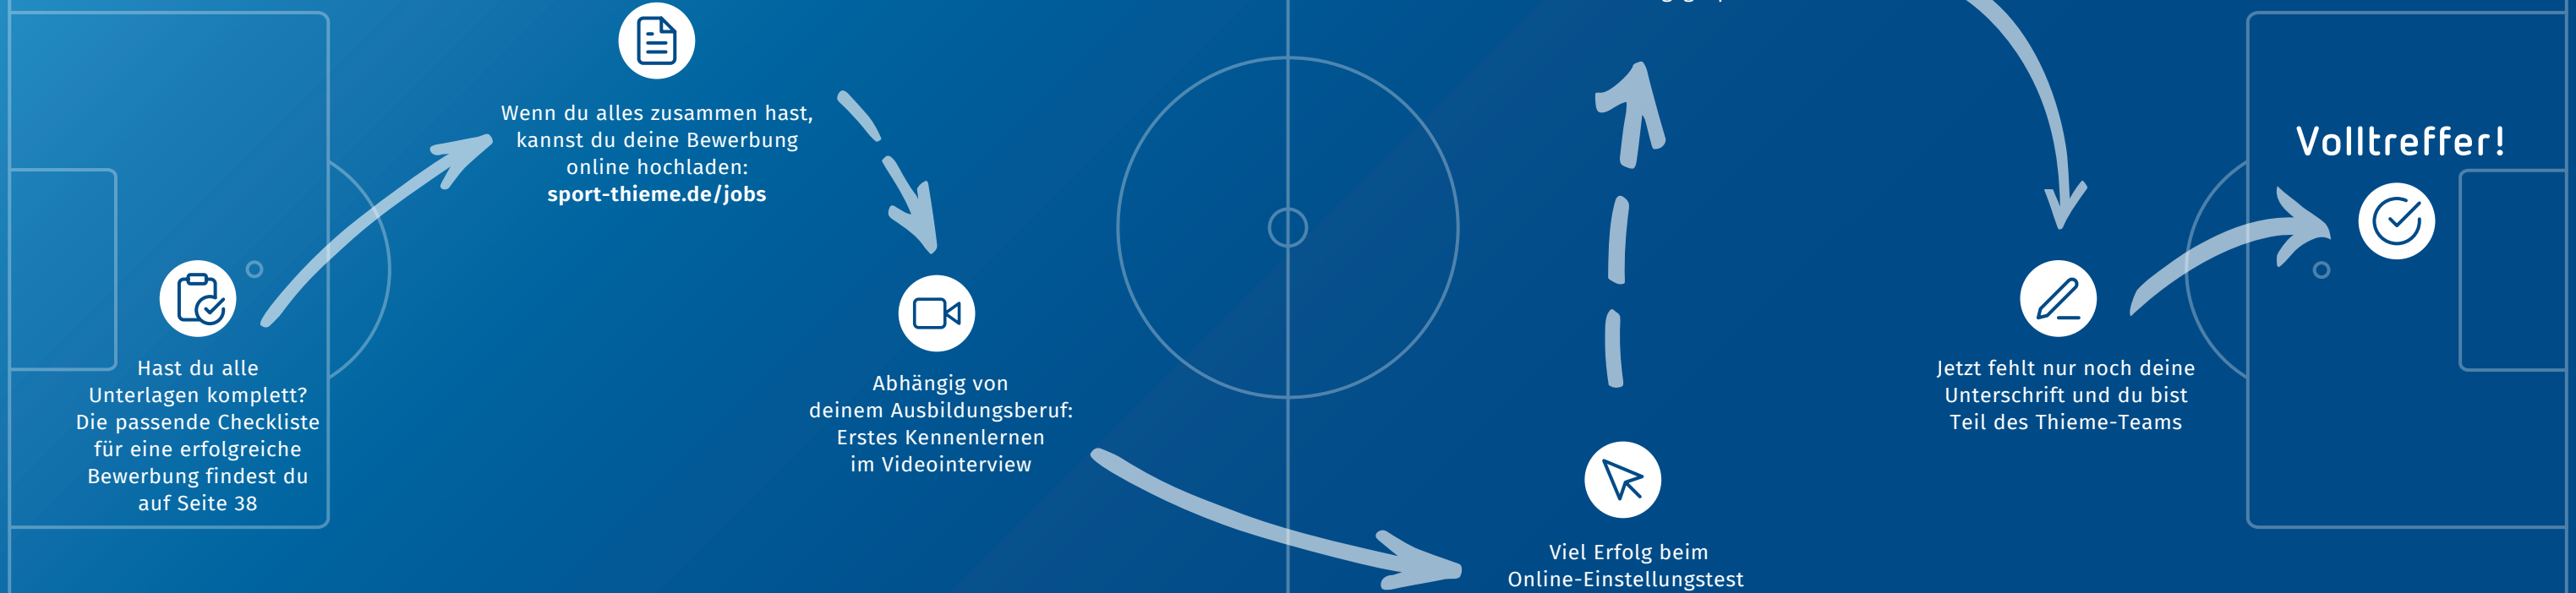 Wenn du alles zusammen hast,
kannst du deine Bewerbung
online hochladen:
sport-thieme.de/jobs
Hast du alle
Unterlagen komplett?
Die passende Checkliste
für eine erfolgreiche
Bewerbung findest du
auf Seite 38
Abhängig von
deinem Ausbildungsberuf:
Erstes Kennenlernen
im Videointerview
Viel Erfolg beim
Online-Einstellungstest
Jetzt fehlt nur noch deine
Unterschrift und du bist
Teil des Thieme-Teams
Volltreffer!